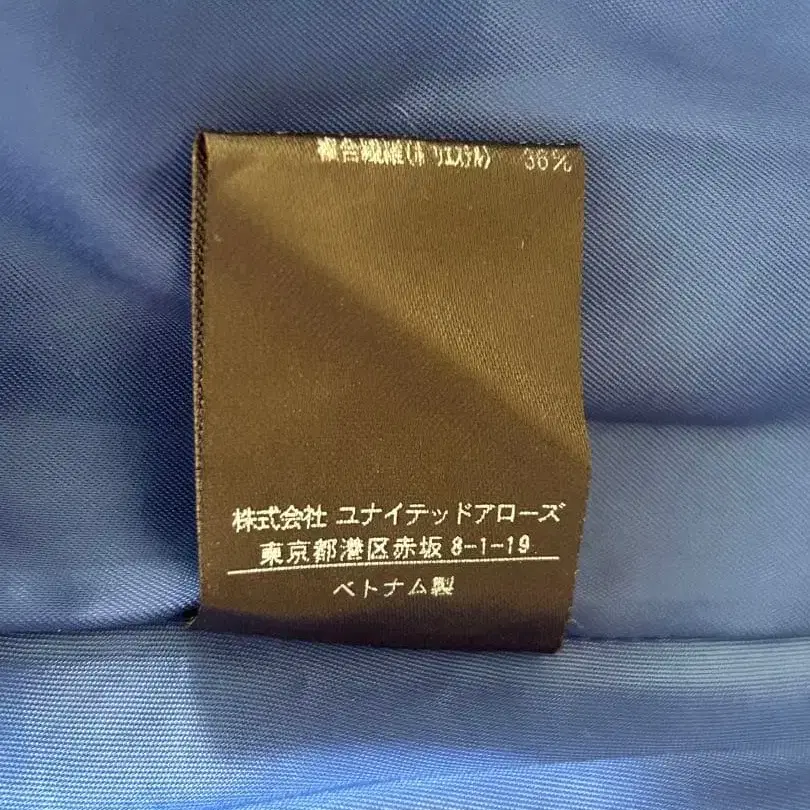 複合繊維(ポリエステル) 36%
株式会社 ユナイテッドアローズ
東京都港区赤坂 8-1-19
ベトナム製